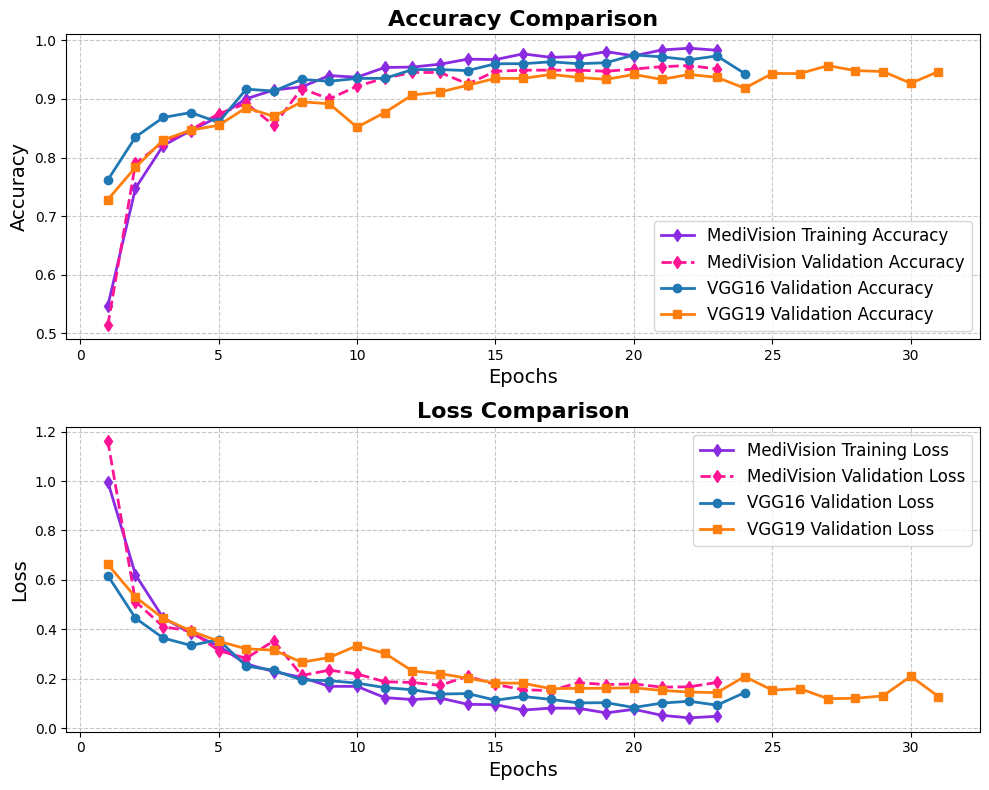 Accuracy Comparison
1.0
0.9
0.8
0.7
0.6
0.5
Accuracy
MediVision Training Accuracy
MediVision Validation Accuracy
VGG16 Validation Accuracy
VGG19 Validation Accuracy
0 5 10 15 20 25 30
Epochs
Loss Comparison
1.2
1.0
0.8
0.6
0.4
0.2
0.0
Loss
MediVision Training Loss
MediVision Validation Loss
VGG16 Validation Loss
VGG19 Validation Loss
0 5 10 15 20 25 30
Epochs